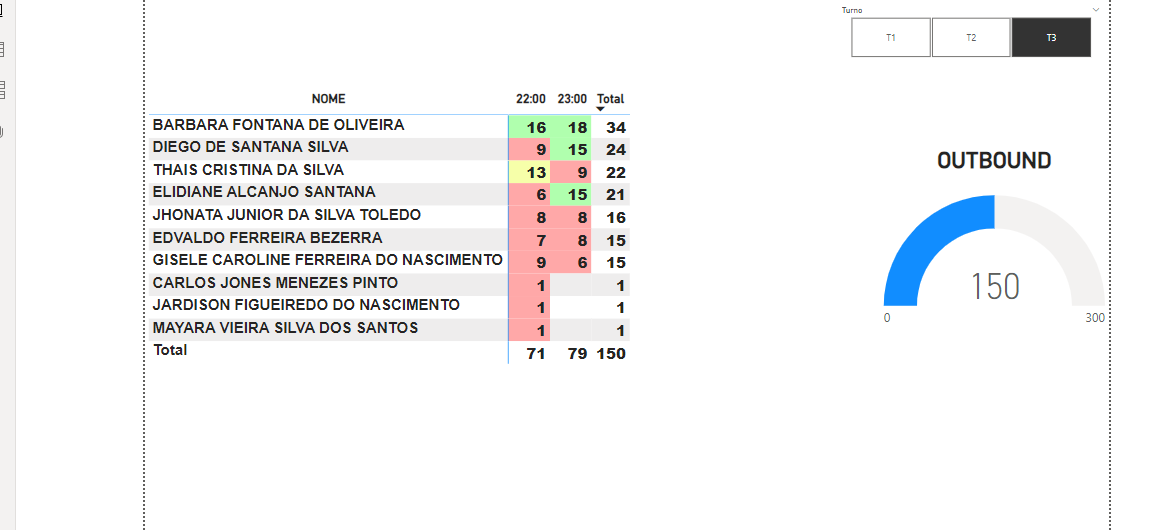 Turno
T1 T2 T3
NOME 22:00 23:00 Total
BARBARA FONTANA DE OLIVEIRA 16 18 34
DIEGO DE SANTANA SILVA 9 15 24
THAIS CRISTINA DA SILVA 13 9 22
ELIDIANE ALCANJO SANTANA 6 15 21
JHONATA JUNIOR DA SILVA TOLEDO 8 8 16
EDVALDO FERREIRA BEZERRA 7 8 15
GISELE CAROLINE FERREIRA DO NASCIMENTO 9 6 15
CARLOS JONES MENEZES PINTO 1 1
JARDISON FIGUEIREDO DO NASCIMENTO 1 1
MAYARA VIEIRA SILVA DOS SANTOS 1 1
Total 71 79 150
OUTBOUND
150
0 300